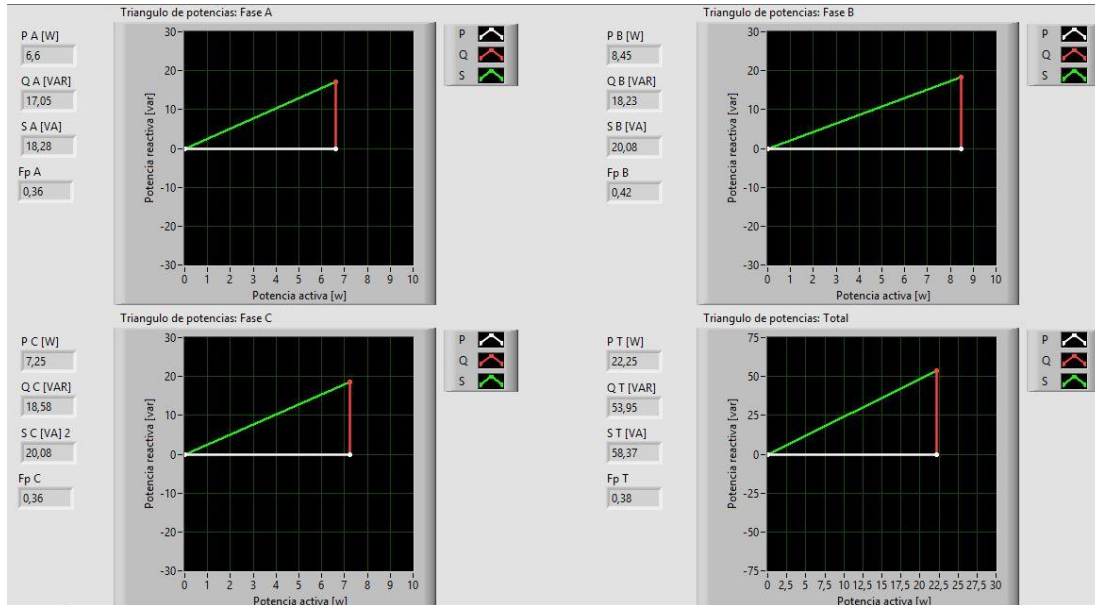 Triangulo de potencias: Fase A
P A [W]
6,6
Q A [VAR]
17,05
S A [VA]
18,28
Fp A
0,36
Potencia reactiva [var]
30
20
10
0
-10
-20
-30
0 1 2 3 4 5 6 7 8 9 10
Potencia activa [w]
P
Q
S
Triangulo de potencias: Fase B
P B [W]
8,45
Q B [VAR]
18,23
S B [VA]
20,08
Fp B
0,42
Potencia reactiva [var]
30
20
10
0
-10
-20
-30
0 1 2 3 4 5 6 7 8 9 10
Potencia activa [w]
P
Q
S
Triangulo de potencias: Fase C
P C [W]
7,25
Q C [VAR]
18,58
S C [VA] 2
20,08
Fp C
0,36
Potencia reactiva [var]
30
20
10
0
-10
-20
-30
0 1 2 3 4 5 6 7 8 9 10
Potencia activa [w]
P
Q
S
Triangulo de potencias: Total
P T [W]
22,25
Q T [VAR]
53,95
S T [VA]
58,37
Fp T
0,38
Potencia reactiva [var]
75
50
25
0
-25
-50
-75
0 2,5 5 7,5 10 12,5 15 17,5 20 22,5 25 27,5 30
Potencia activa [w]
P
Q
S